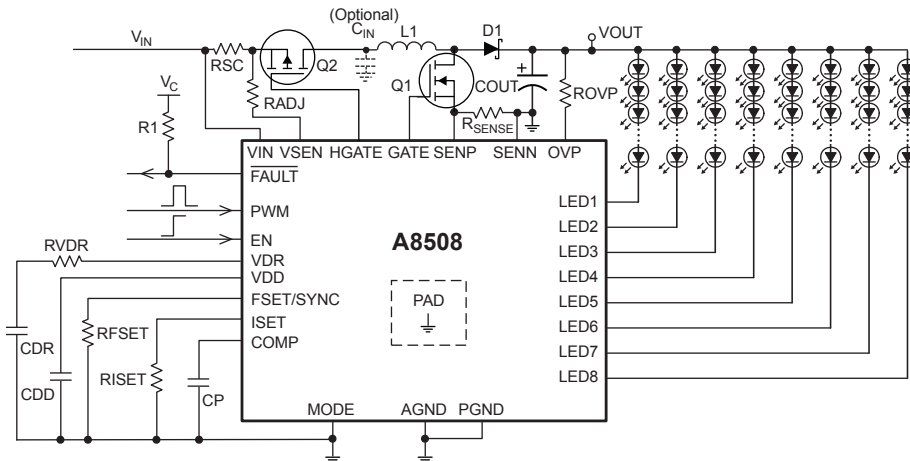 (Optional)
VIN
CIN
L1
D1
VOUT
RSC
Q2
Q1
COUT
RADJ
ROVP
VC
R1
RSENSE
VIN VSEN HGATE GATE SENP SENN OVP
FAULT
PWM
EN
VDR
VDD
FSET/SYNC
ISET
COMP
A8508
PAD
LED1
LED2
LED3
LED4
LED5
LED6
LED7
LED8
RVDR
RFSET
CDR
CDD
RISET
CP
MODE AGND PGND